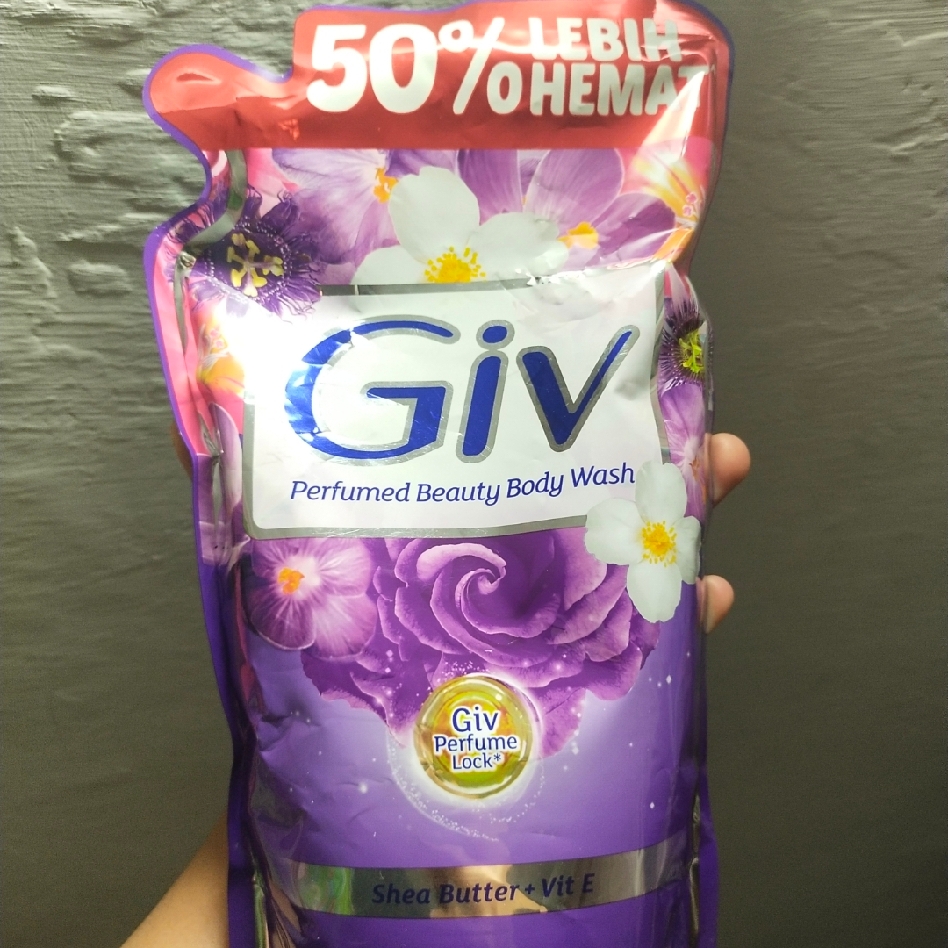 50% LEBIH
HEMAT
Giv
Perfumed Beauty Body Wash
Giv
Perfume
Lock*
Shea Butter + Vit E